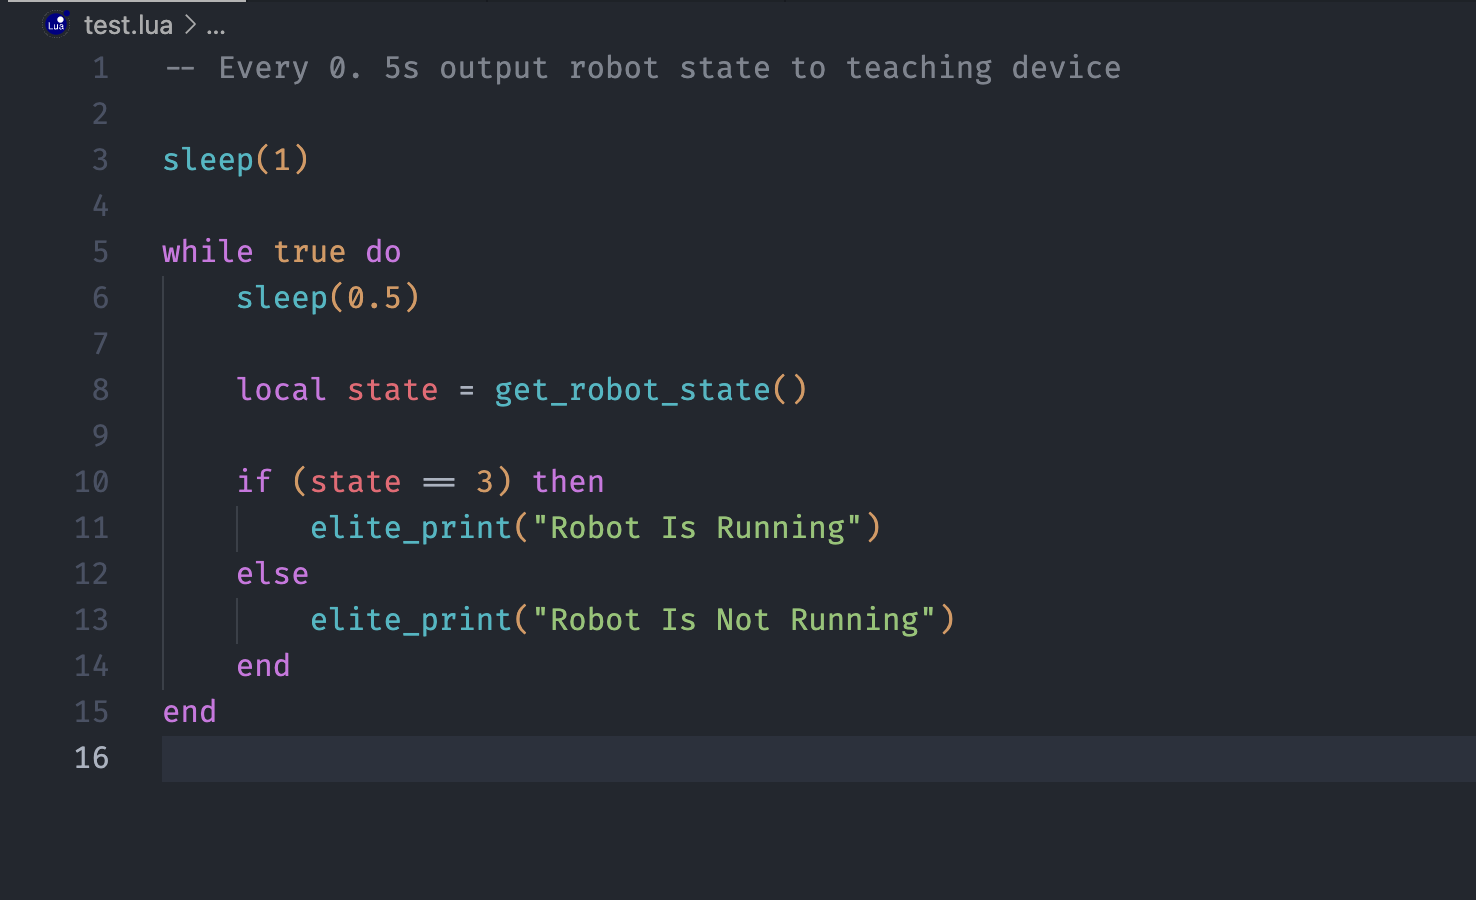 Lua test.lua > ...
1 -- Every 0. 5s output robot state to teaching device
2
3 sleep(1)
4
5 while true do
6     sleep(0.5)
7
8     local state = get_robot_state()
9
10     if (state == 3) then
11         elite_print("Robot Is Running")
12     else
13         elite_print("Robot Is Not Running")
14     end
15 end
16